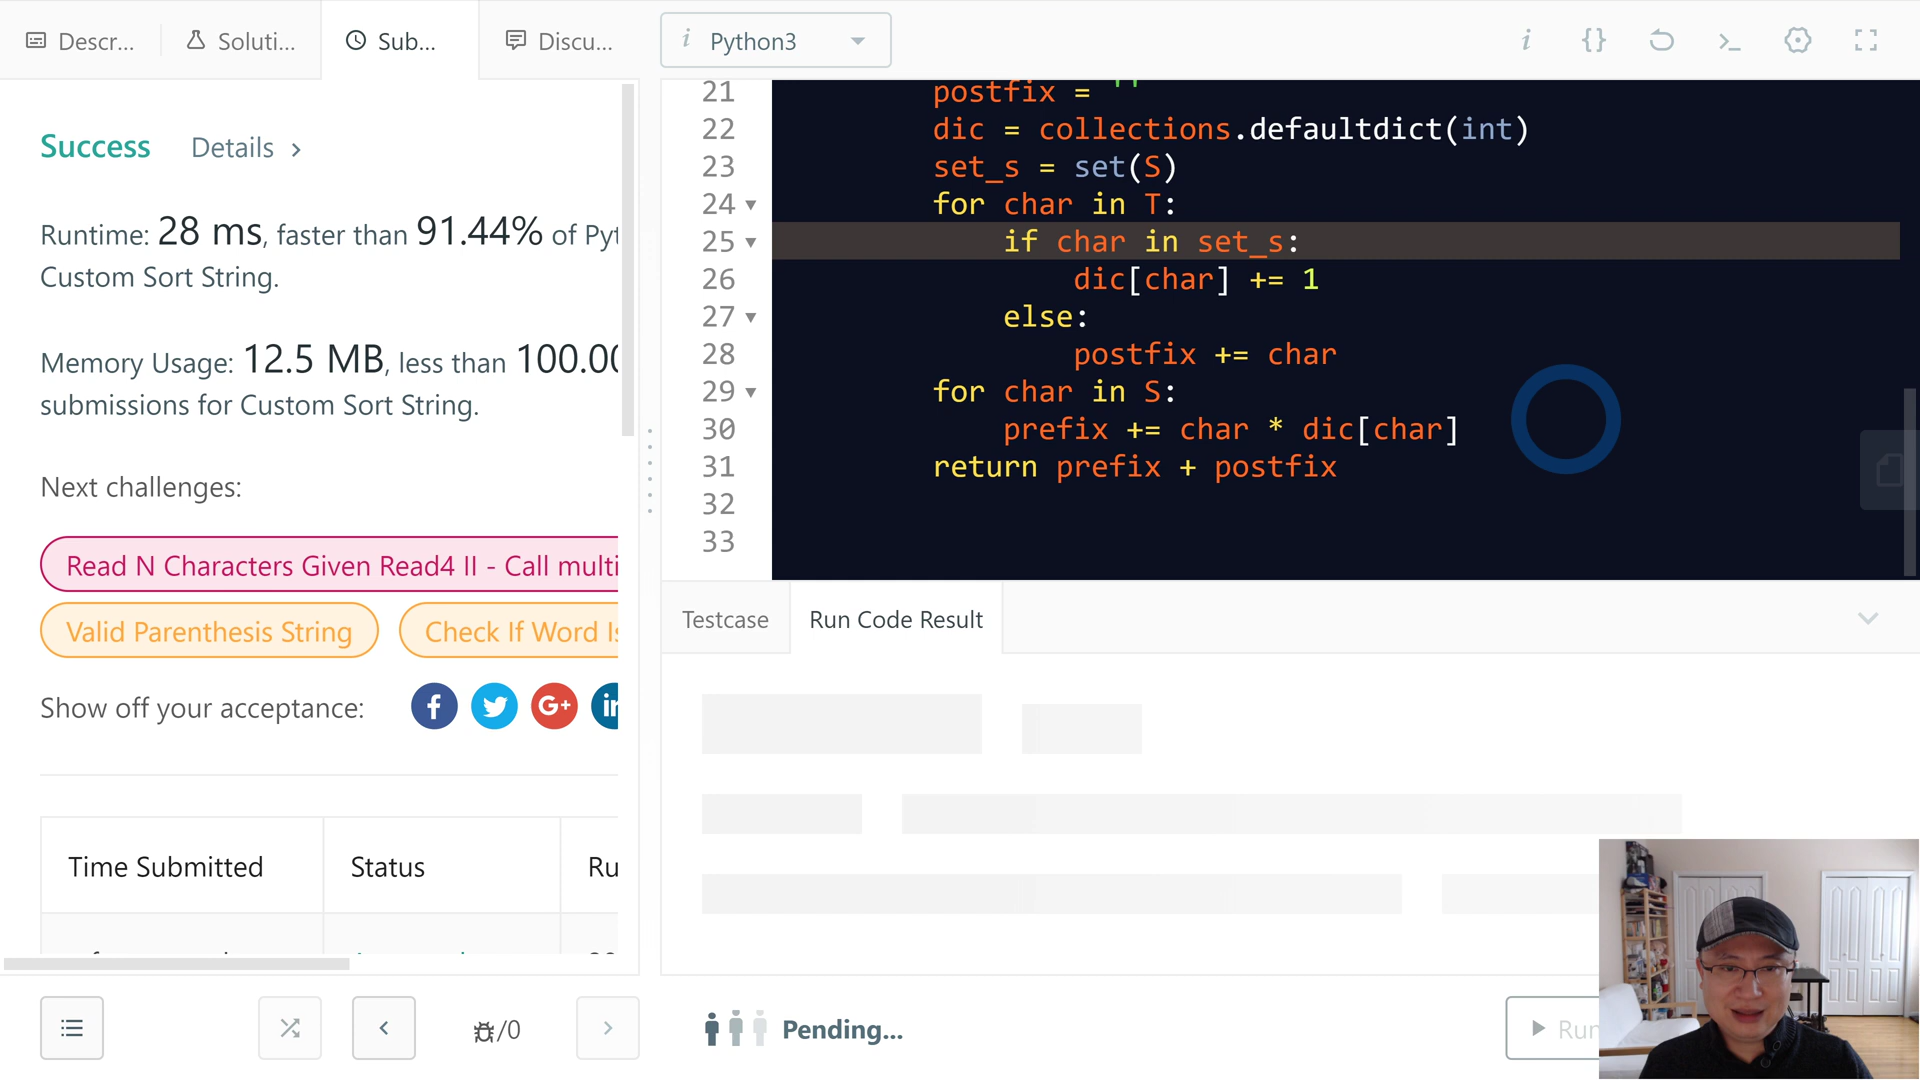 Descr...
Soluti...
Sub...
Discu...
i Python3
Success Details >
Runtime: 28 ms, faster than 91.44% of Pyt
Custom Sort String.
Memory Usage: 12.5 MB, less than 100.00
submissions for Custom Sort String.
Next challenges:
Read N Characters Given Read4 II - Call multi
Valid Parenthesis String
Check If Word Is
Show off your acceptance:
f
G+
in
Time Submitted
Status
Ru
21 postfix = ''
22 dic = collections.defaultdict(int)
23 set_s = set(S)
24 for char in T:
25 if char in set_s:
26 dic[char] += 1
27 else:
28 postfix += char
29 for char in S:
30 prefix += char * dic[char]
31 return prefix + postfix
32
33
Testcase
Run Code Result
/0
Pending...
Run